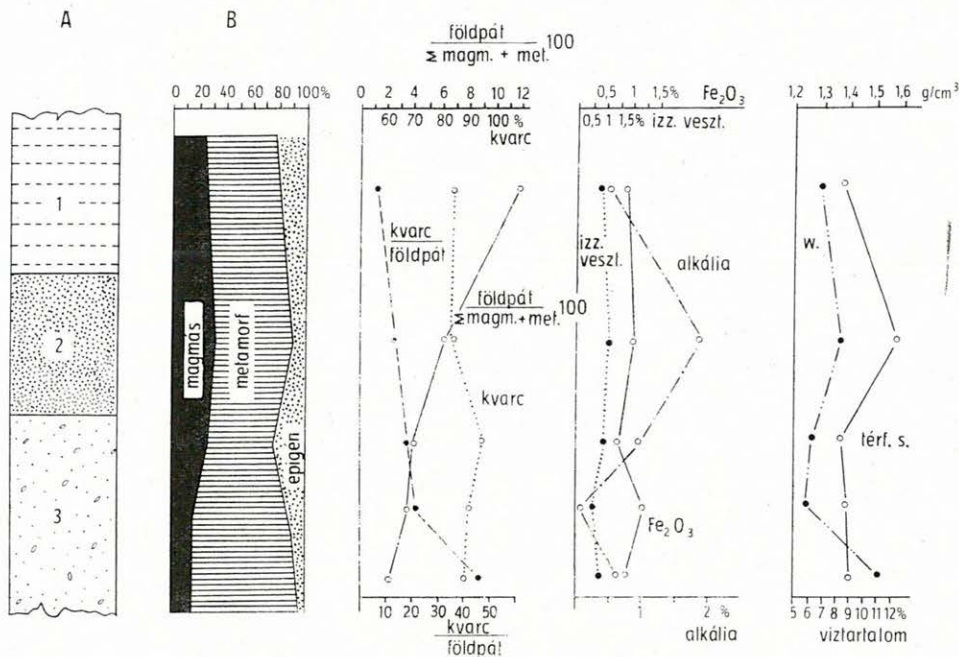 A
B
földpát
Σ magm. + met. 100
0 20 40 60 80 100%
0 2 4 6 8 10 12
60 70 80 90 100 %
kvarc
0,5 1 1,5% Fe₂O₃
0,5 1 1,5% izz. veszt.
1,2 1,3 1,4 1,5 1,6 g/cm³
1
2
3
magmás
metamorf
epigén
kvarc
földpát
földpát
Σ magm.+met. 100
kvarc
izz.
veszt.
alkália
Fe₂O₃
w.
térf. s.
10 20 30 40 50
kvarc
földpát
1 2 %
alkália
5 6 7 8 9 10 11 12%
víztartalom